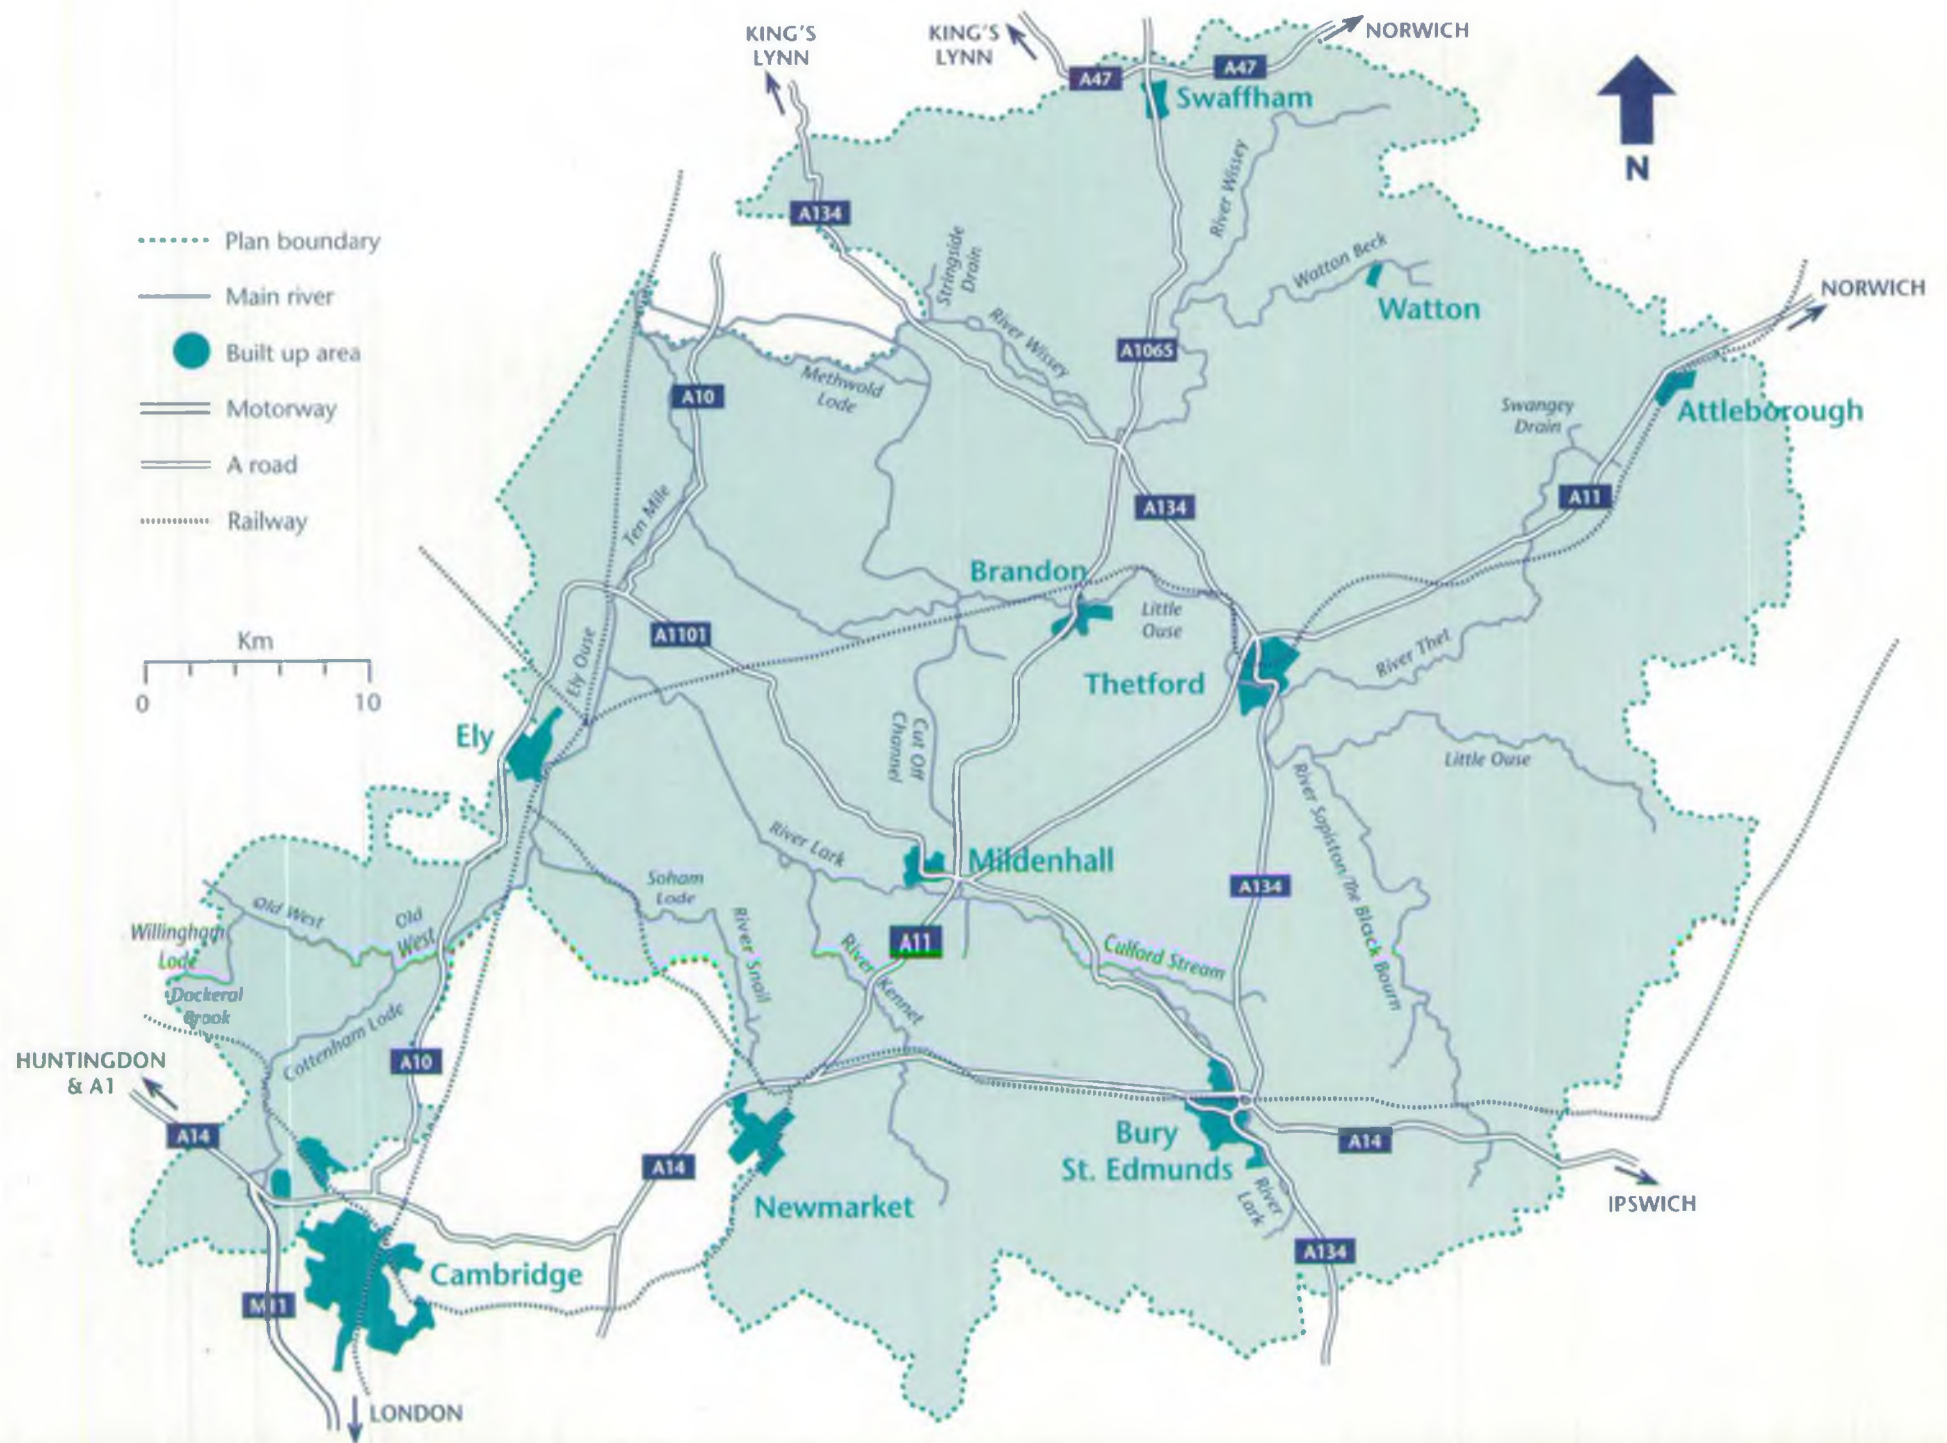 KING'S
LYNN
KING'S
LYNN
NORWICH
A47
A47
Swaffham
N
A134
River Wissey
Stringside
Drain
Plan boundary
Main river
Built up area
Motorway
A road
Railway
Watton Beck
Watton
NORWICH
River Wissey
A1065
Methwold
Lode
A10
Swangey
Drain
Attleborough
A11
A134
Ten Mile
Brandon
Little
Ouse
A1101
Km
0
10
Ely Ouse
River Thet
Thetford
Ely
Cut Off
Channel
Little Ouse
River Sapiston/The Black Bourn
River Lark
Mildenhall
Soham
Lode
A134
Old West
Old
West
Willingham
Lode
River Snail
A11
River Kennet
Culford Stream
Dockeral
Brook
Cottenham Lode
HUNTINGDON
& A1
A10
A14
Bury
St. Edmunds
A14
A14
Newmarket
River
Lark
IPSWICH
A134
Cambridge
M11
LONDON